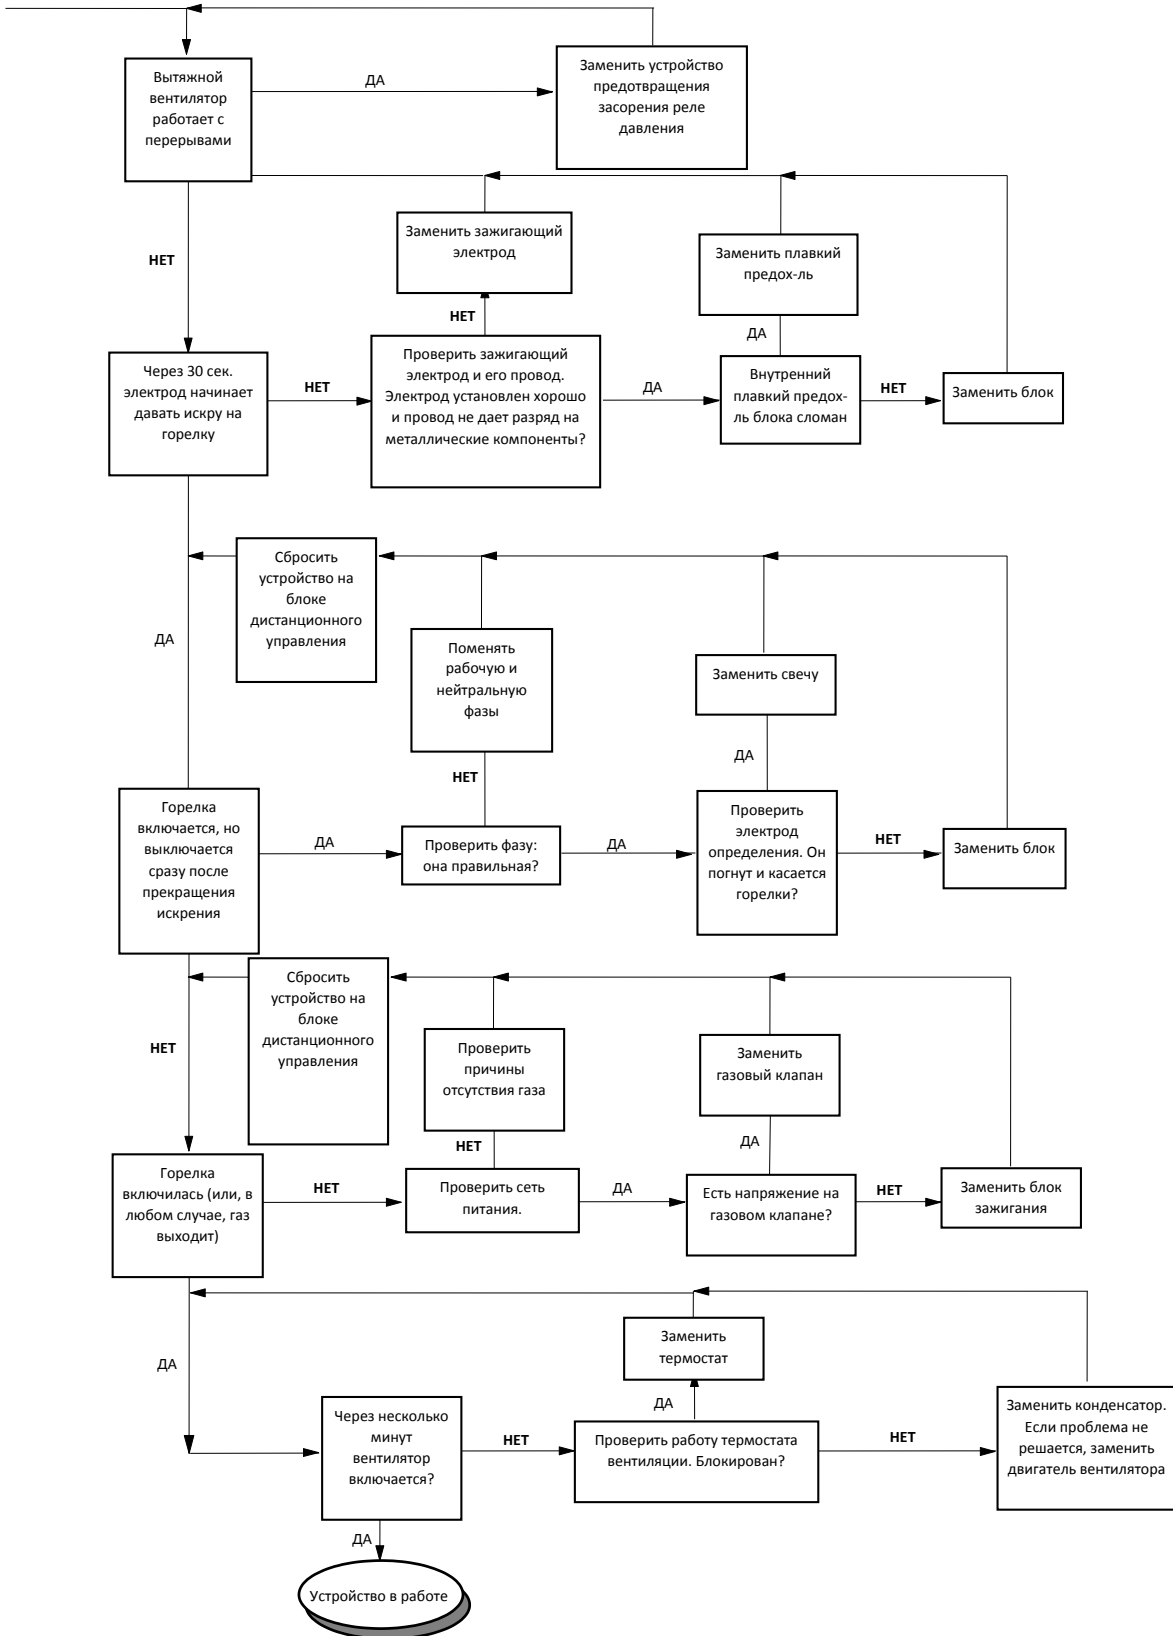 Вытяжной
вентилятор
работает с
перерывами
ДА
Заменить устройство
предотвращения
засорения реле
давления
НЕТ
Заменить зажигающий
электрод
Заменить плавкий
предох-ль
НЕТ
ДА
Через 30 сек.
электрод начинает
давать искру на
горелку
НЕТ
Проверить зажигающий
электрод и его провод.
Электрод установлен хорошо
и провод не дает разряд на
металлические компоненты?
ДА
Внутренний
плавкий предох-
ль блока сломан
НЕТ
Заменить блок
ДА
Сбросить
устройство на
блоке
дистанционного
управления
Поменять
рабочую и
нейтральную
фазы
Заменить свечу
НЕТ
ДА
Горелка
включается, но
выключается
сразу после
прекращения
искрения
ДА
Проверить фазу:
она правильная?
ДА
Проверить
электрод
определения. Он
погнут и касается
горелки?
НЕТ
Заменить блок
НЕТ
Сбросить
устройство на
блоке
дистанционного
управления
Проверить
причины
отсутствия газа
Заменить
газовый клапан
НЕТ
ДА
Горелка
включилась (или, в
любом случае, газ
выходит)
НЕТ
Проверить сеть
питания.
ДА
Есть напряжение на
газовом клапане?
НЕТ
Заменить блок
зажигания
ДА
Заменить
термостат
ДА
Через несколько
минут
вентилятор
включается?
НЕТ
Проверить работу термостата
вентиляции. Блокирован?
НЕТ
Заменить конденсатор.
Если проблема не
решается, заменить
двигатель вентилятора
ДА
Устройство в работе